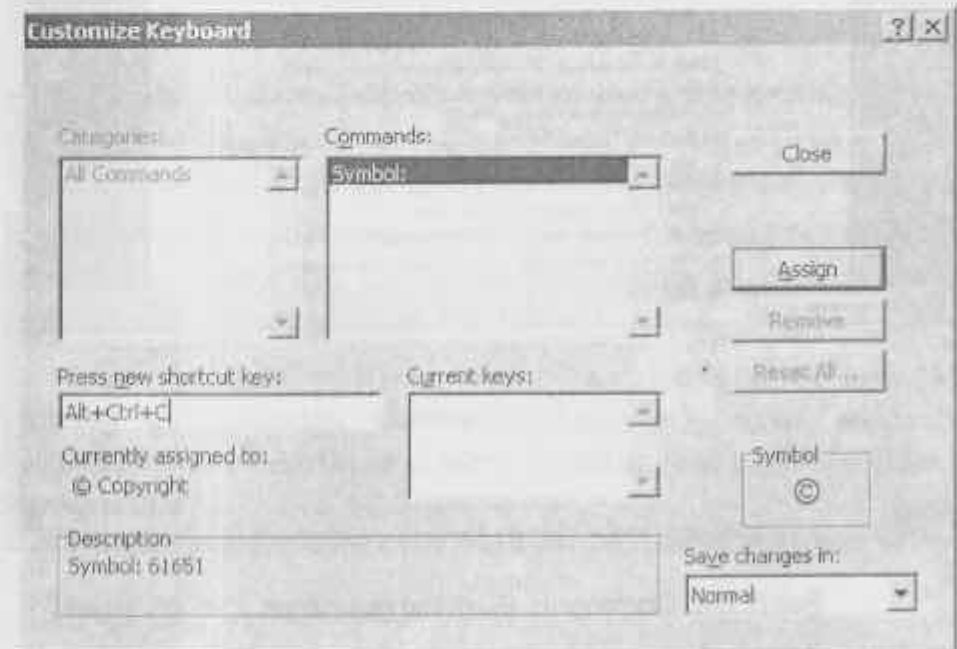 Customize Keyboard
Categories:
Commands:
All Commands
Symbol:
Close
Assign
Remove
Reset All...
Press new shortcut key:
Current keys:
Alt+Ctrl+C
Currently assigned to:
© Copyright
Symbol
©
Description
Symbol: 61651
Save changes in:
Normal